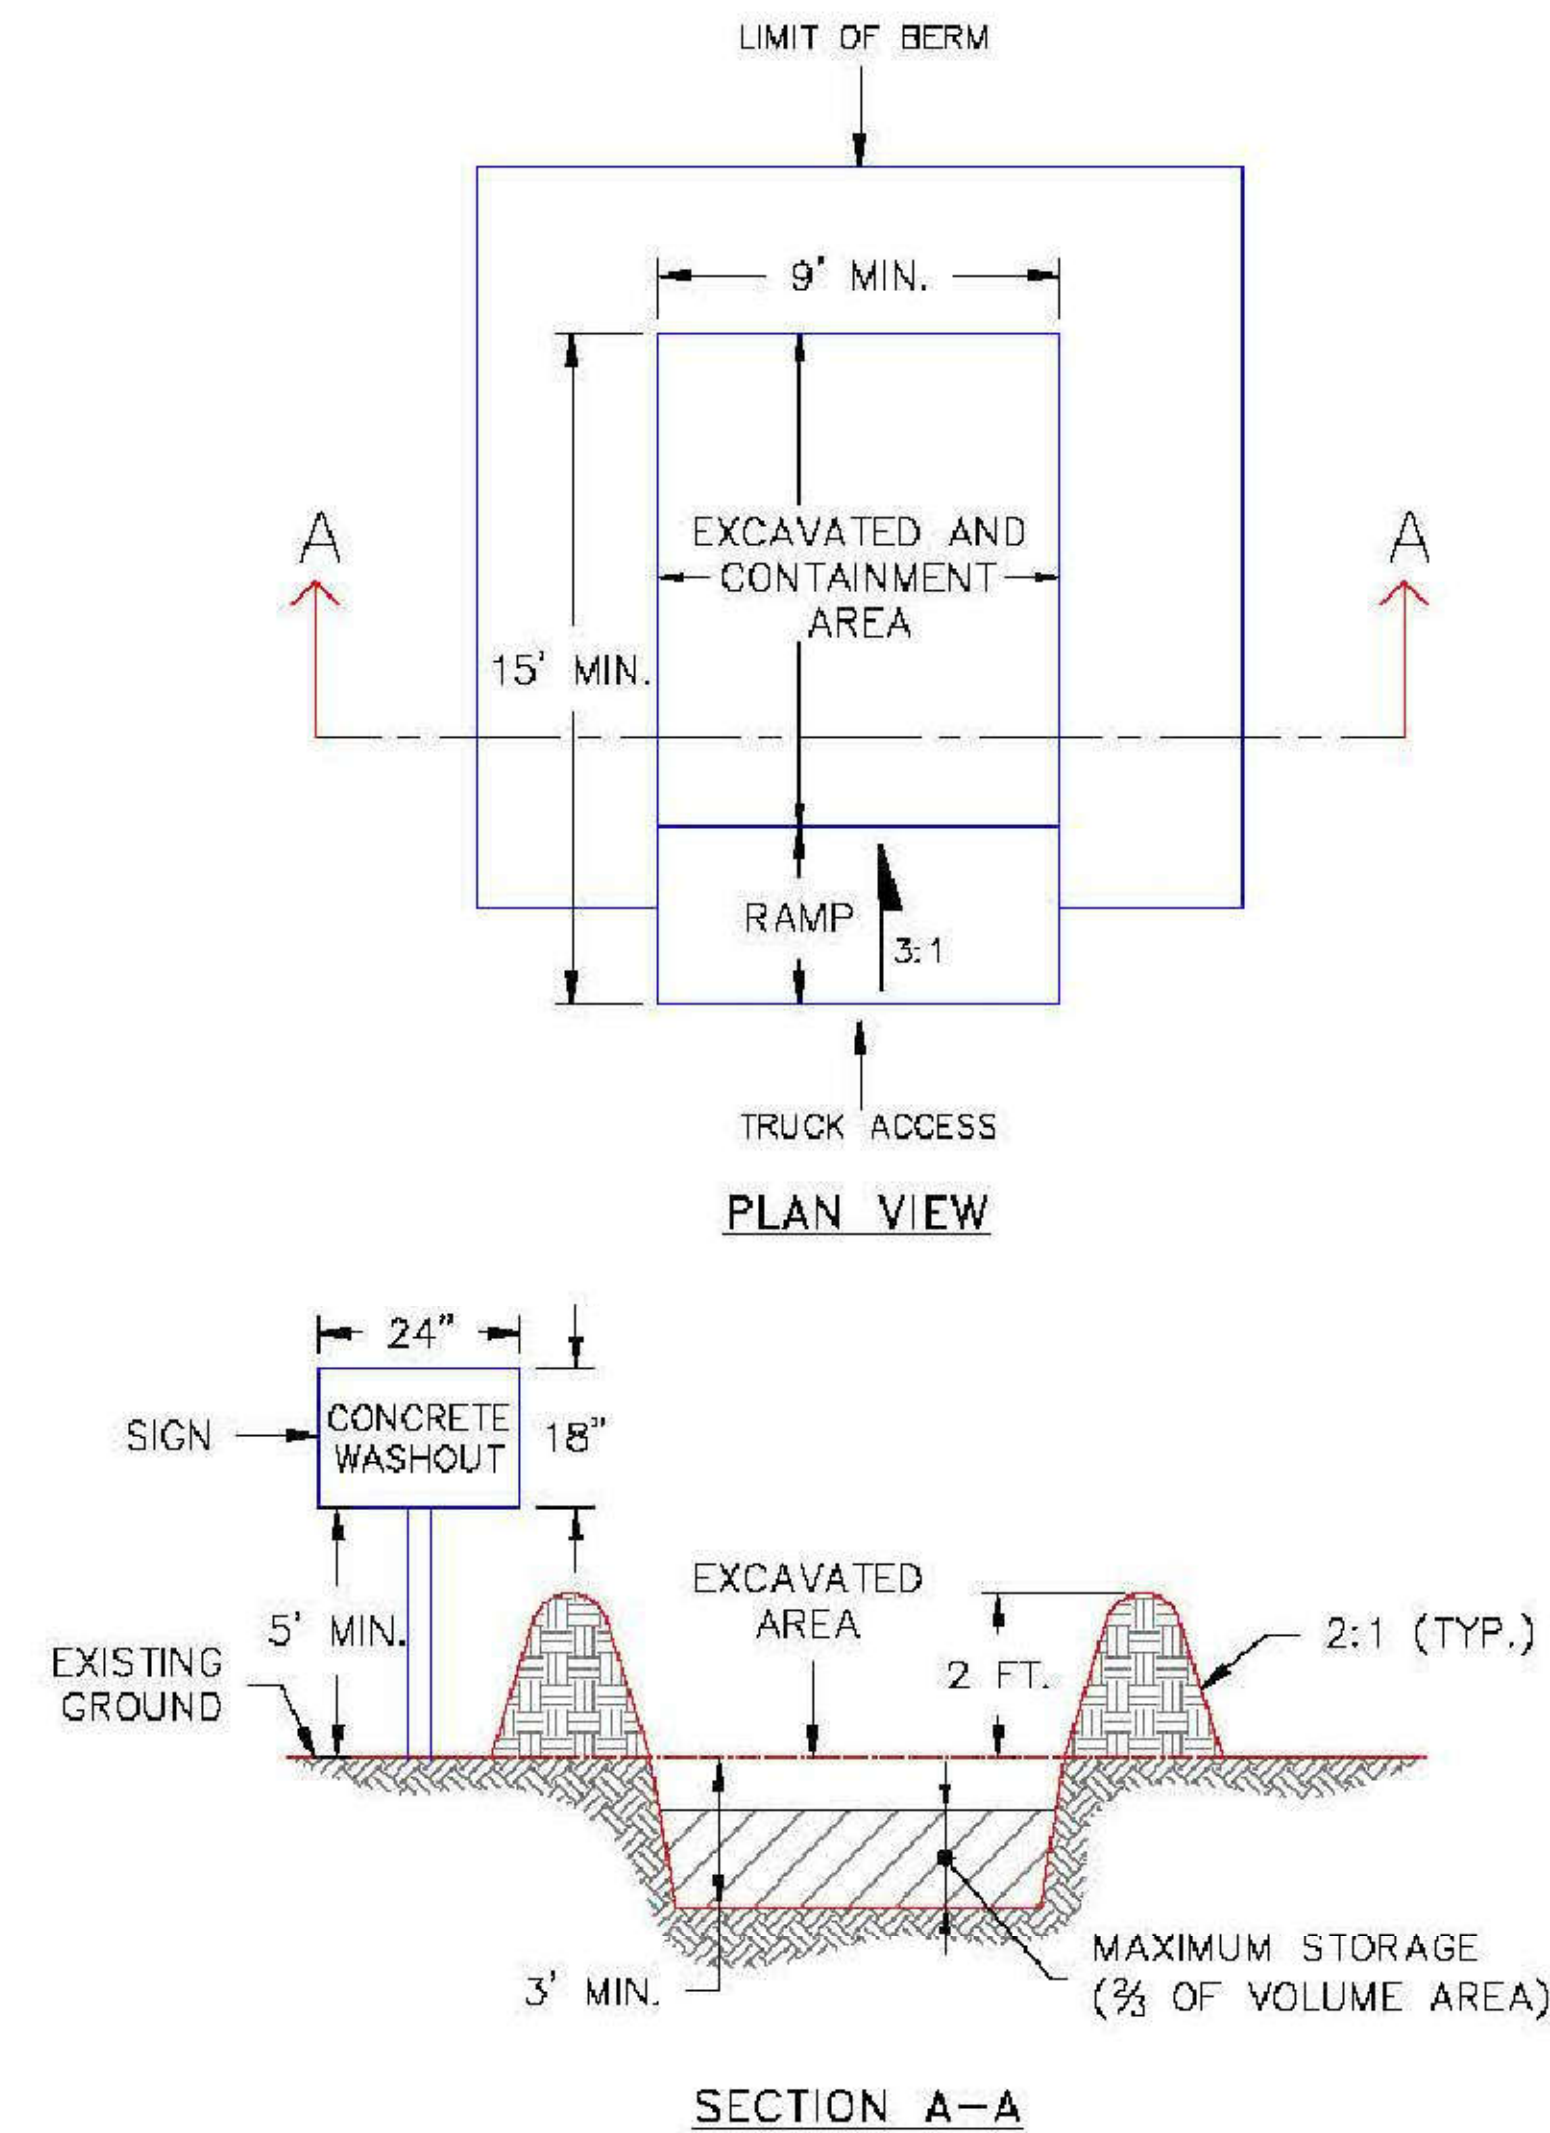 LIMIT OF BERM
9' MIN.
A
A
EXCAVATED AND
CONTAINMENT
AREA
15' MIN.
RAMP
3:1
TRUCK ACCESS
PLAN VIEW
24"
SIGN
CONCRETE
WASHOUT
18"
EXCAVATED
AREA
5' MIN.
2:1 (TYP.)
EXISTING
GROUND
2 FT.
3' MIN.
MAXIMUM STORAGE
(⅔ OF VOLUME AREA)
SECTION A-A